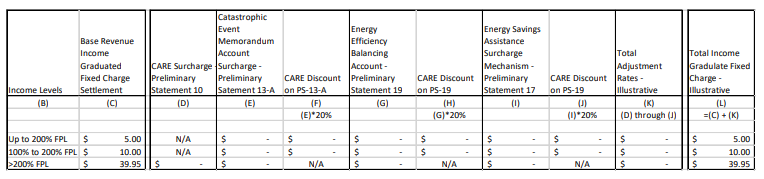 Income Levels
Base Revenue
Income
Graduated
Fixed Charge
Settlement
CARE Surcharge -
Preliminary
Statement 10
Catastrophic
Event
Memorandum
Account
Surcharge -
Preliminary
Satement 13-A
CARE Discount
on PS-13-A
Energy
Efficiency
Balancing
Account -
Preliminary
Statement 19
CARE Discount
on PS-19
Energy Savings
Assistance
Surcharge
Mechanism -
Preliminary
Statement 17
CARE Discount
on PS-19
Total
Adjustment
Rates -
Illustrative
Total Income
Gradulate Fixed
Charge -
Illustrative
(B) (C) (D) (E) (F) (G) (H) (I) (J) (K) (L)
(E)*20% (G)*20% (I)*20% (D) through (J) =(C) + (K)
Up to 200% FPL $ 5.00 N/A $ - $ - $ - $ - $ - $ - $ - $ 5.00
100% to 200% FPL $ 10.00 N/A $ - $ - $ - $ - $ - $ - $ - $ 10.00
>200% FPL $ 39.95 $ - $ - N/A $ - N/A $ - N/A $ - $ 39.95